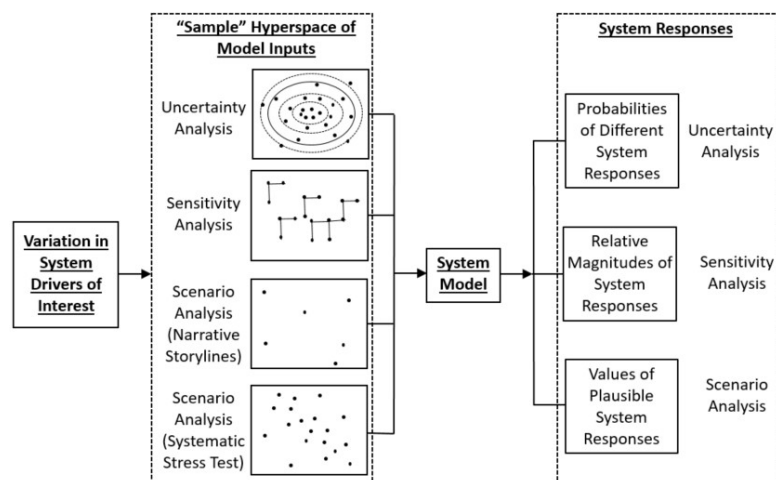 “Sample” Hyperspace of
Model Inputs
Uncertainty
Analysis
Sensitivity
Analysis
Scenario
Analysis
(Narrative
Storylines)
Scenario
Analysis
(Systematic
Stress Test)
Variation in
System
Drivers of
Interest
System
Model
System Responses
Probabilities
of Different
System
Responses
Uncertainty
Analysis
Relative
Magnitudes of
System
Responses
Sensitivity
Analysis
Values of
Plausible
System
Responses
Scenario
Analysis